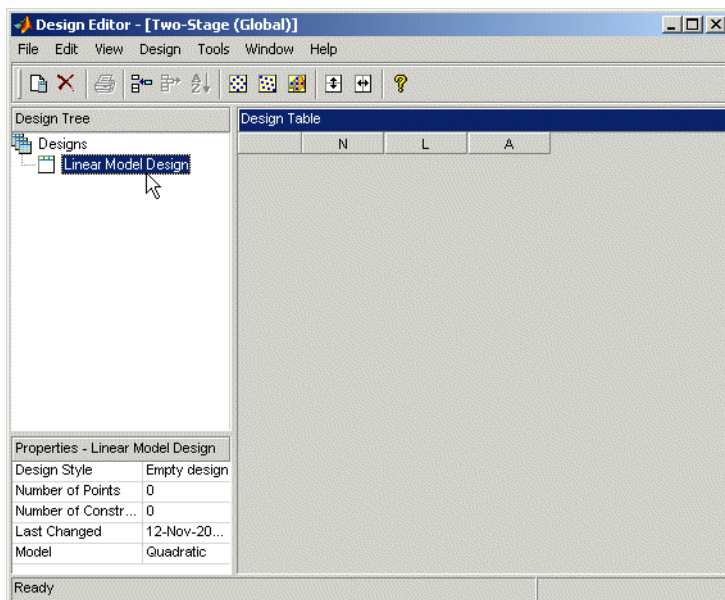 Design Editor - [Two-Stage (Global)]
File Edit View Design Tools Window Help
Design Tree
Design Table
Designs
Linear Model Design
N L A
Properties - Linear Model Design
Design Style Empty design
Number of Points 0
Number of Constr... 0
Last Changed 12-Nov-20...
Model Quadratic
Ready